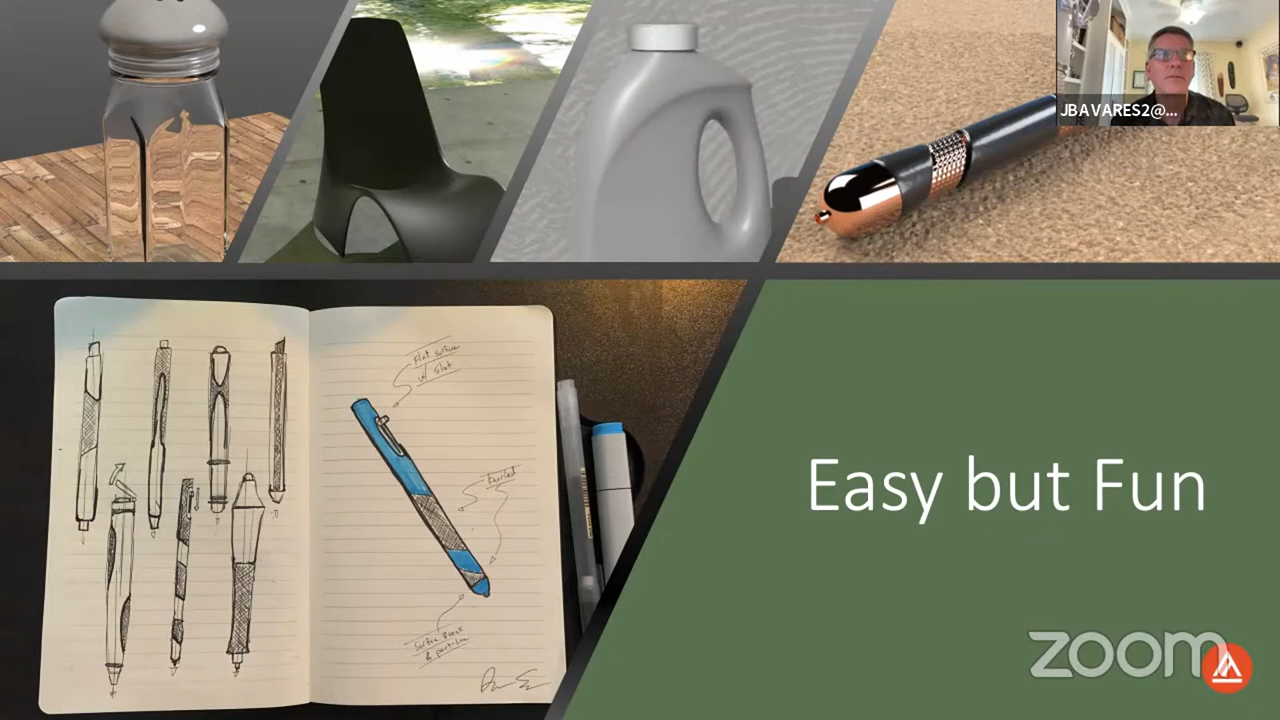 JBAVARES2@...
Flat surface
w/ slot
Knurled
Easy but Fun
Surface Break
& part-line
zoom